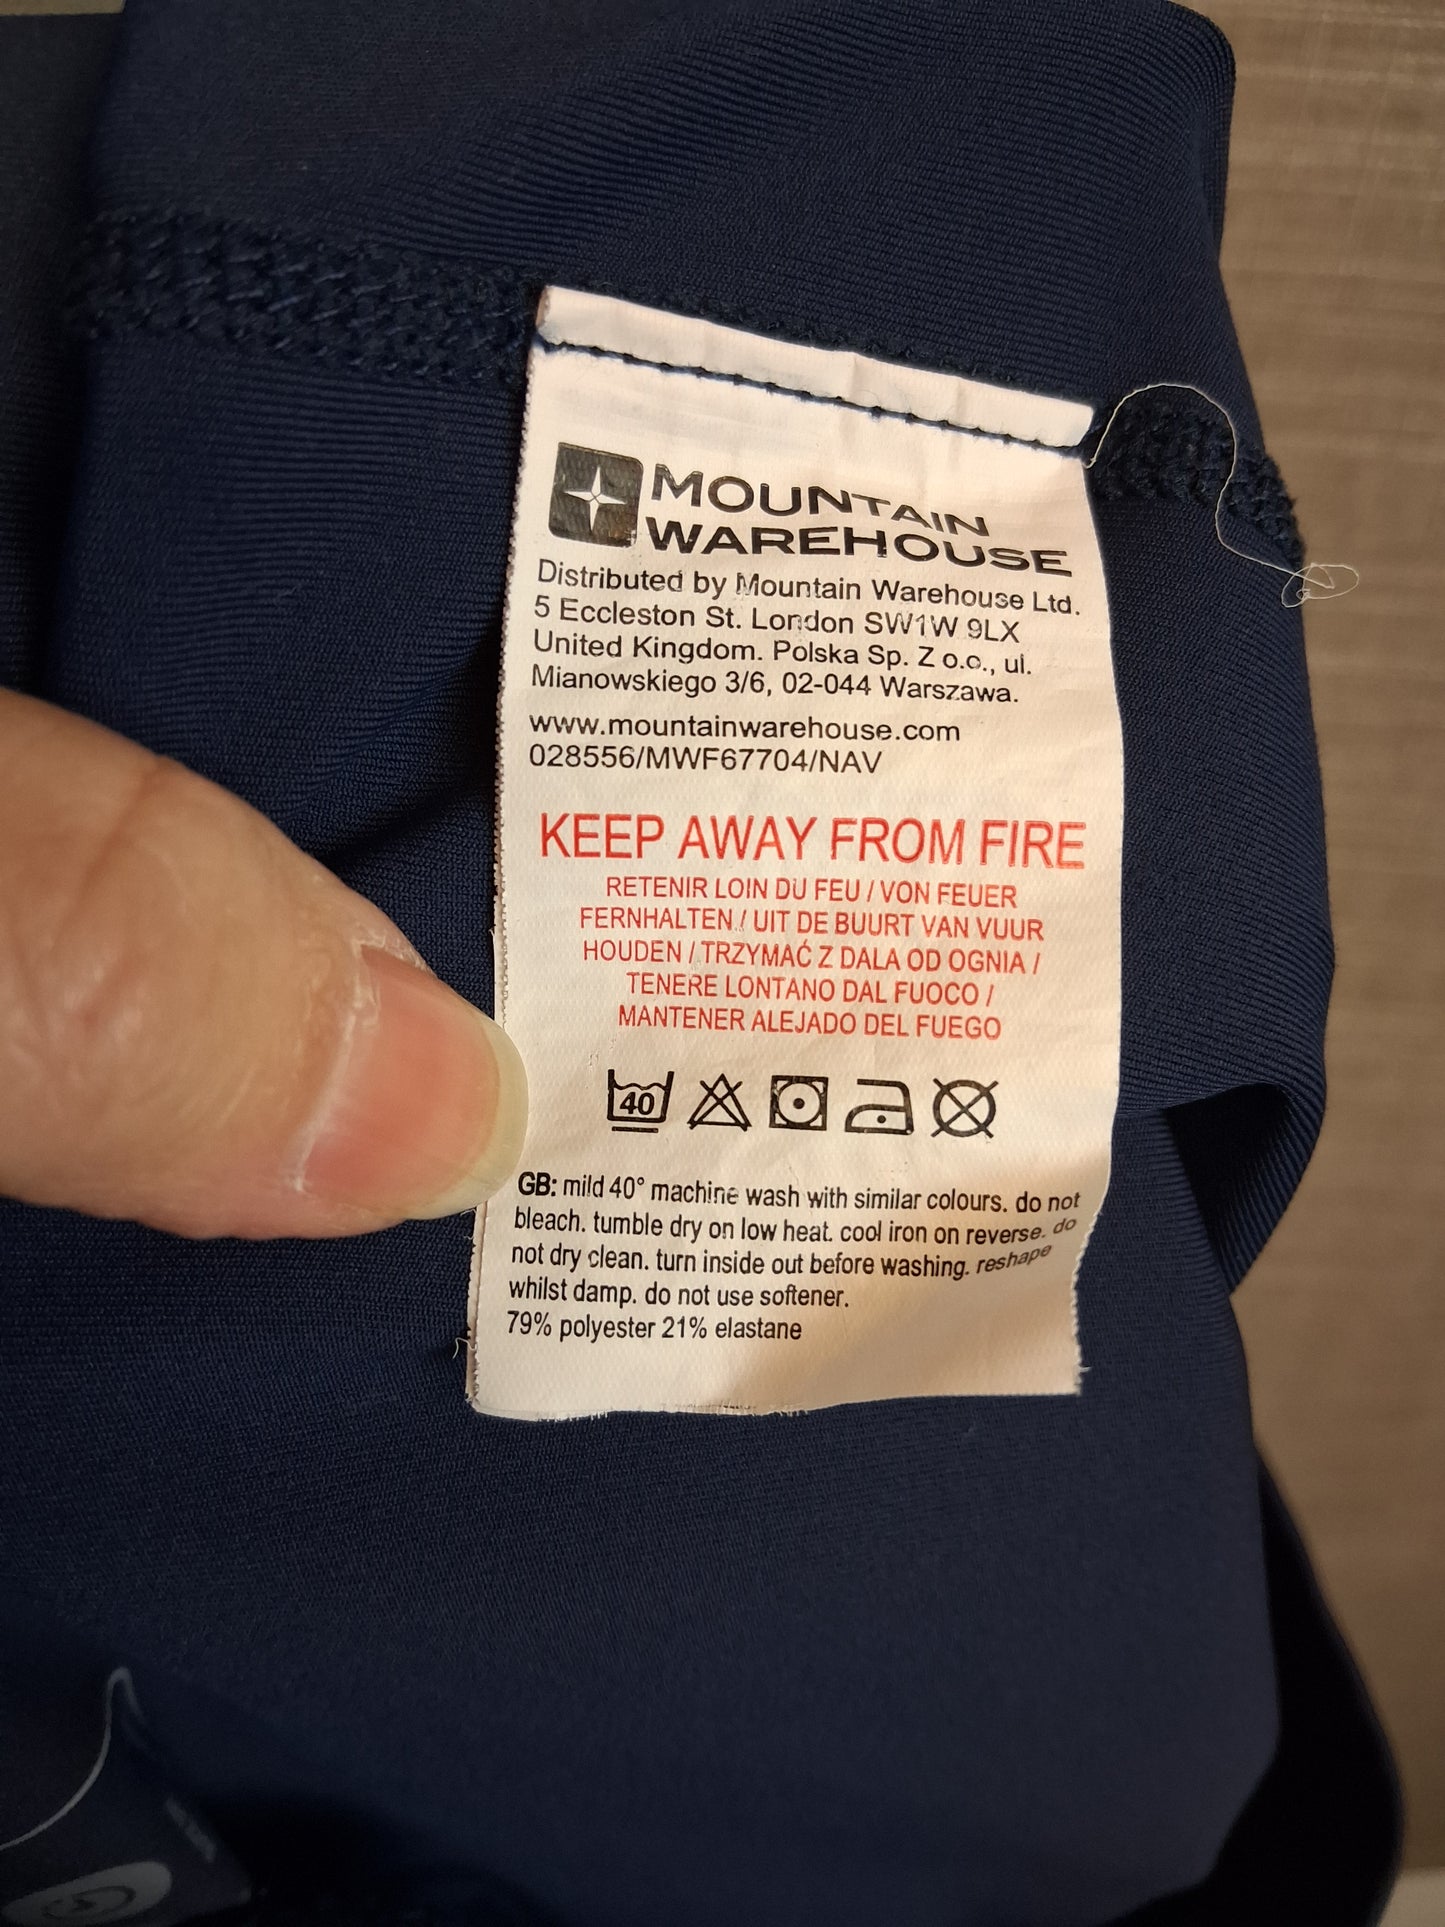 MOUNTAIN
WAREHOUSE
Distributed by Mountain Warehouse Ltd.
5 Eccleston St. London SW1W 9LX
United Kingdom. Polska Sp. Z o.o., ul.
Mianowskiego 3/6, 02-044 Warszawa.
www.mountainwarehouse.com
028556/MWF67704/NAV
KEEP AWAY FROM FIRE
RETENIR LOIN DU FEU / VON FEUER
FERNHALTEN / UIT DE BUURT VAN VUUR
HOUDEN / TRZYMAĆ Z DALA OD OGNIA /
TENERE LONTANO DAL FUOCO /
MANTENER ALEJADO DEL FUEGO
40
GB: mild 40° machine wash with similar colours. do not
bleach. tumble dry on low heat. cool iron on reverse. do
not dry clean. turn inside out before washing. reshape
whilst damp. do not use softener.
79% polyester 21% elastane